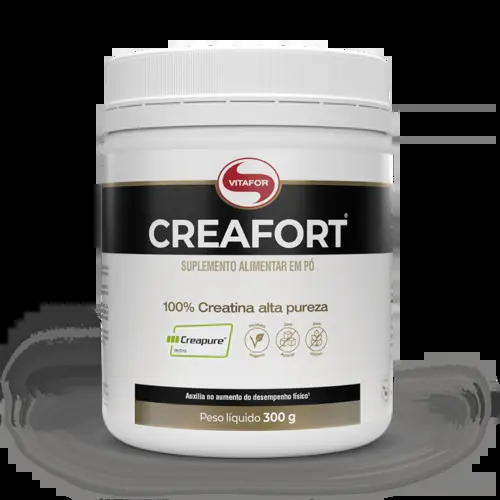 VITAFOR
CREAFORT®
SUPLEMENTO ALIMENTAR EM PÓ
100% Creatina alta pureza
Creapure®
Auxilia no aumento do desempenho físico¹
Peso líquido 300 g